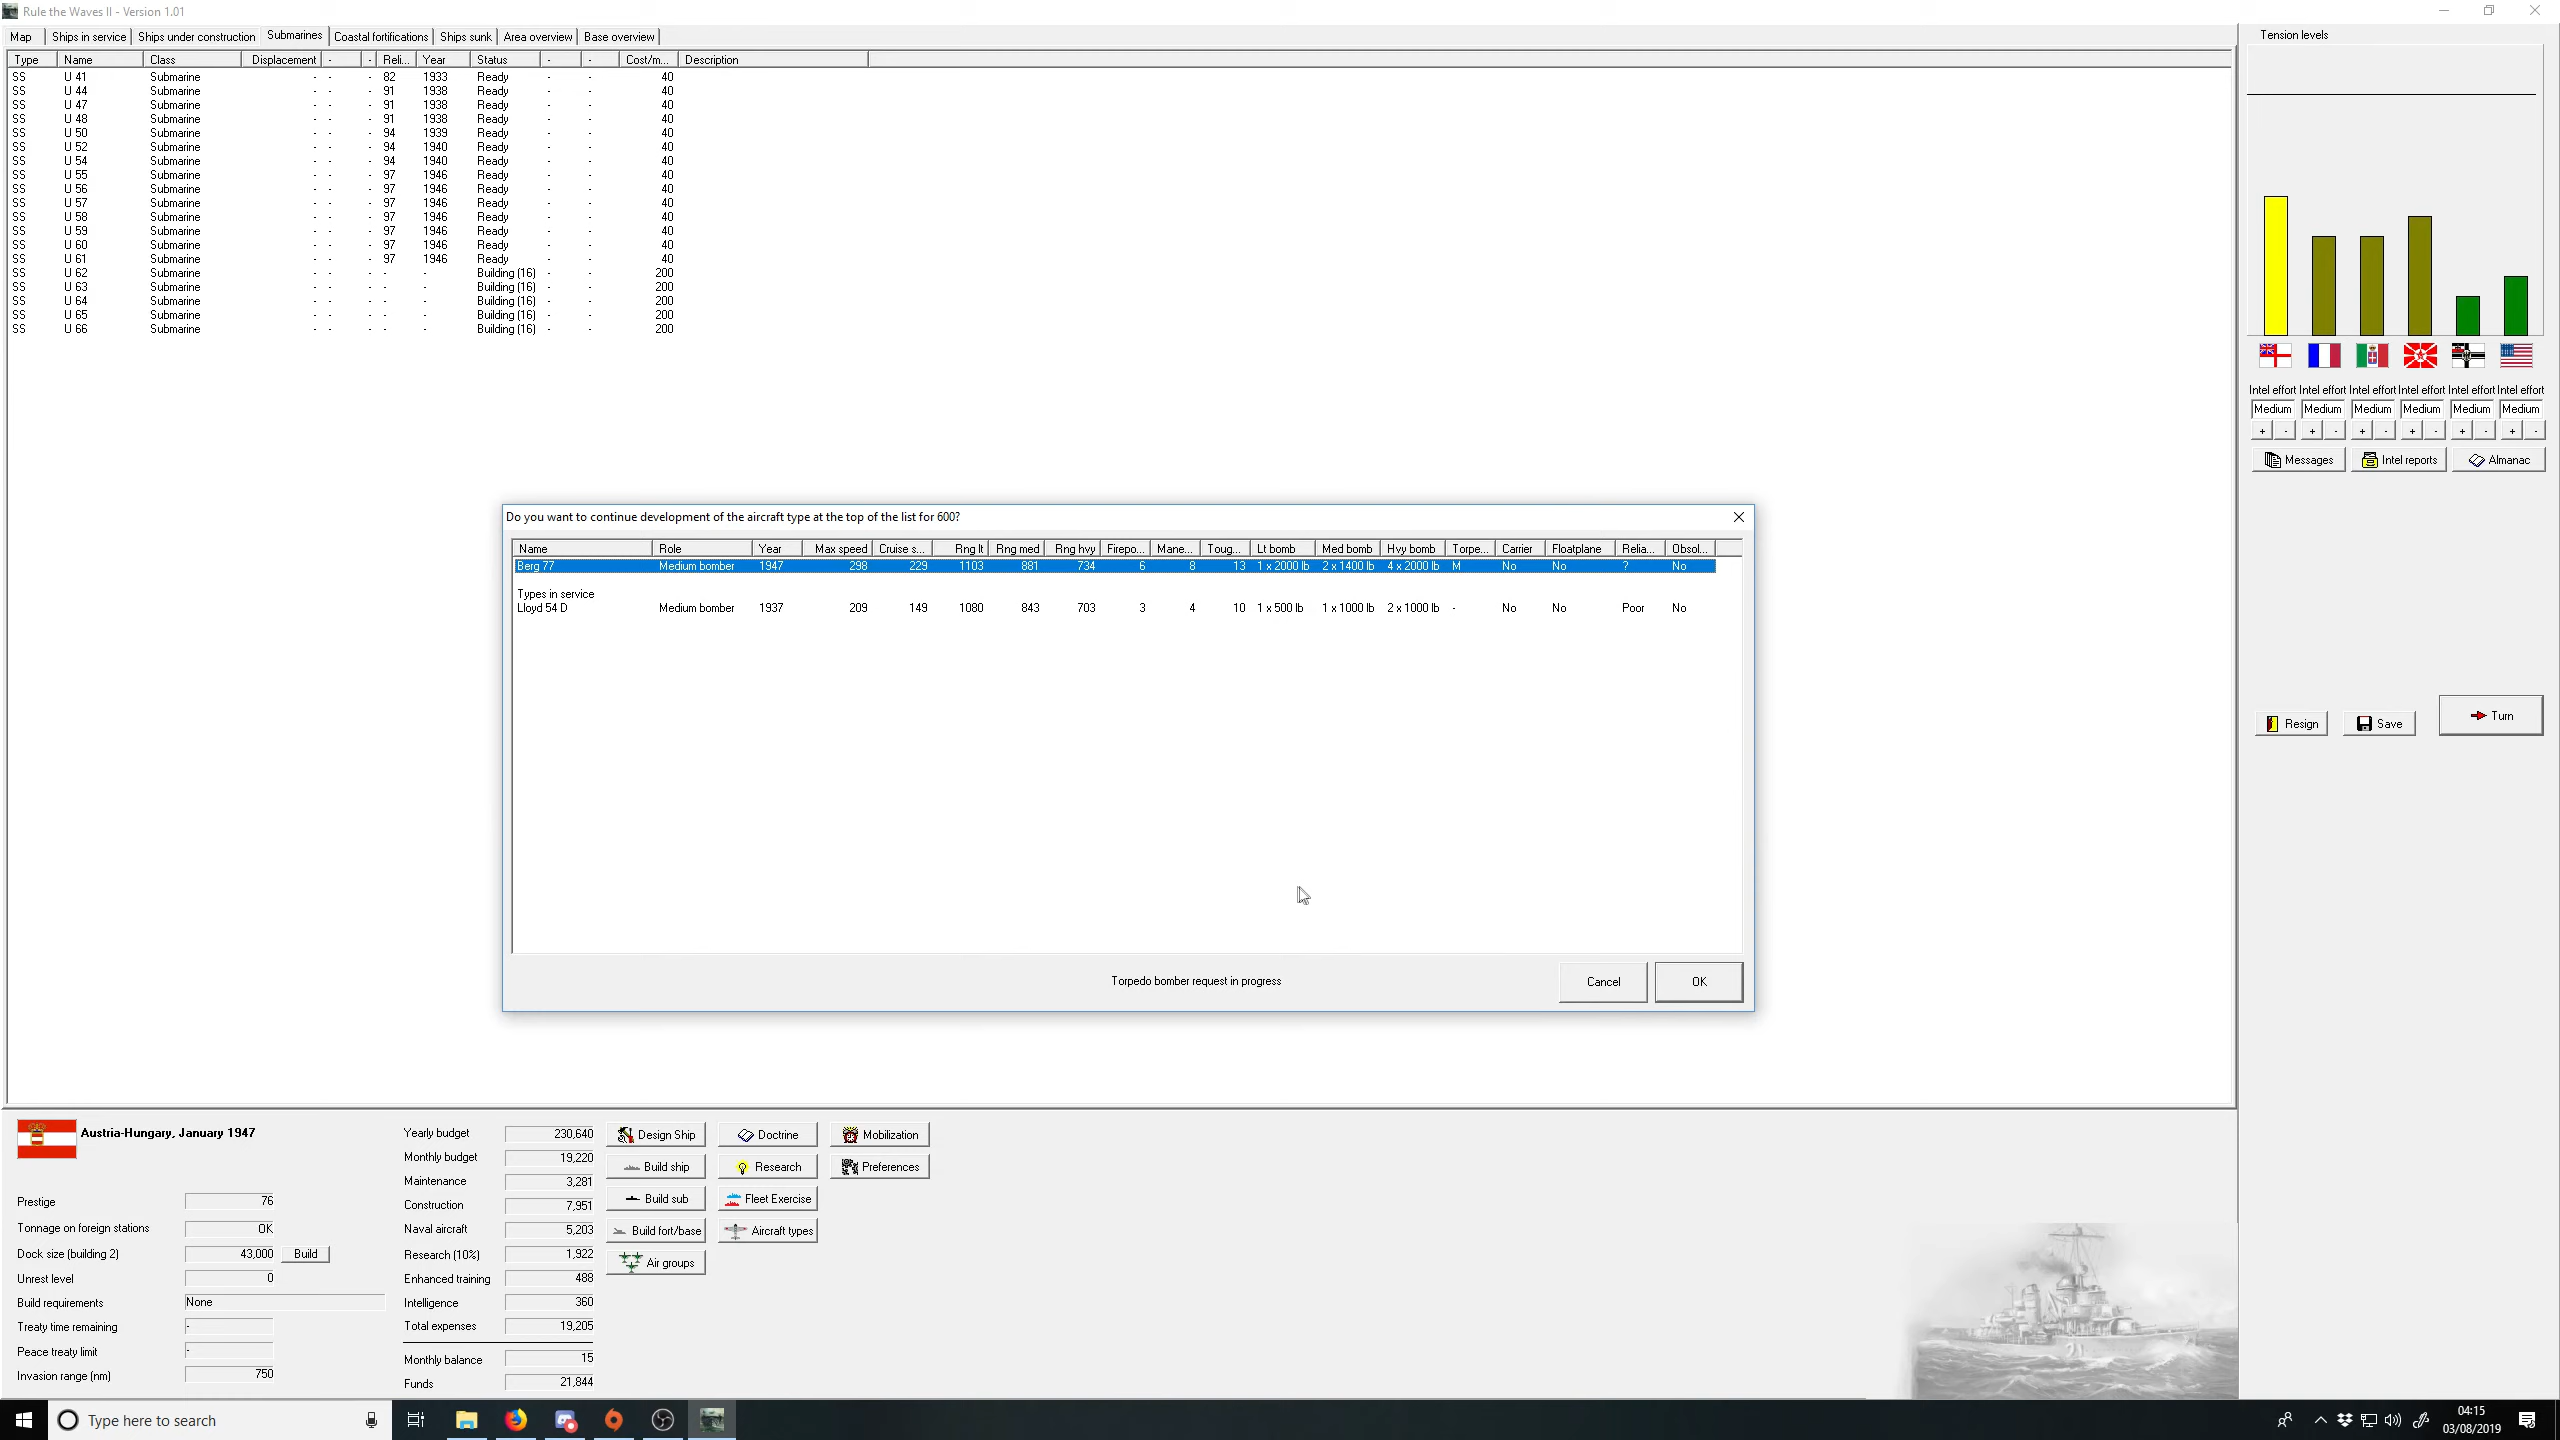 Rule the Waves II - Version 1.01
Map Ships in service Ships under construction Submarines Coastal fortifications Ships sunk Area overview Base overview
Type Name Class Displacement - - Reli... Year Status - - Cost/m... Description
SS U 41 Submarine - - - 82 1933 Ready - - 40
SS U 44 Submarine - - - 91 1938 Ready - - 40
SS U 47 Submarine - - - 91 1938 Ready - - 40
SS U 48 Submarine - - - 91 1938 Ready - - 40
SS U 50 Submarine - - - 94 1939 Ready - - 40
SS U 52 Submarine - - - 94 1940 Ready - - 40
SS U 54 Submarine - - - 94 1940 Ready - - 40
SS U 55 Submarine - - - 97 1946 Ready - - 40
SS U 56 Submarine - - - 97 1946 Ready - - 40
SS U 57 Submarine - - - 97 1946 Ready - - 40
SS U 58 Submarine - - - 97 1946 Ready - - 40
SS U 59 Submarine - - - 97 1946 Ready - - 40
SS U 60 Submarine - - - 97 1946 Ready - - 40
SS U 61 Submarine - - - 97 1946 Ready - - 40
SS U 62 Submarine - - - - - Building (16) - - 200
SS U 63 Submarine - - - - - Building (16) - - 200
SS U 64 Submarine - - - - - Building (16) - - 200
SS U 65 Submarine - - - - - Building (16) - - 200
SS U 66 Submarine - - - - - Building (16) - - 200
Tension levels
Intel effort Intel effort Intel effort Intel effort Intel effort Intel effort
Medium Medium Medium Medium Medium Medium
+ - + - + - + - + - + -
Messages Intel reports Almanac
Resign Save Turn
Do you want to continue development of the aircraft type at the top of the list for 600?
Name Role Year Max speed Cruise s... Rng lt Rng med Rng hvy Firepo... Mane... Toug... Lt bomb Med bomb Hvy bomb Torpe... Carrier Floatplane Relia... Obsol...
Berg 77 Medium bomber 1947 298 229 1103 881 734 6 8 13 1 x 2000 lb 2 x 1400 lb 4 x 2000 lb M No No ? No
Types in service
Lloyd 54 D Medium bomber 1937 209 149 1080 843 703 3 4 10 1 x 500 lb 1 x 1000 lb 2 x 1000 lb - No No Poor No
Torpedo bomber request in progress
Cancel OK
Austria-Hungary, January 1947
Prestige 76
Tonnage on foreign stations OK
Dock size (building 2) 43,000 Build
Unrest level 0
Build requirements None
Treaty time remaining -
Peace treaty limit -
Invasion range (nm) 750
Yearly budget 230,640
Monthly budget 19,220
Maintenance 3,281
Construction 7,951
Naval aircraft 5,203
Research (10%) 1,922
Enhanced training 488
Intelligence 360
Total expenses 19,205
Monthly balance 15
Funds 21,844
Design Ship Doctrine Mobilization
Build ship Research Preferences
Build sub Fleet Exercise
Build fort/base Aircraft types
Air groups
Type here to search
04:15
03/08/2019